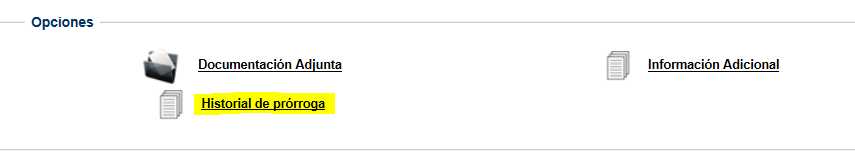 Opciones
Documentación Adjunta
Información Adicional
Historial de prórroga